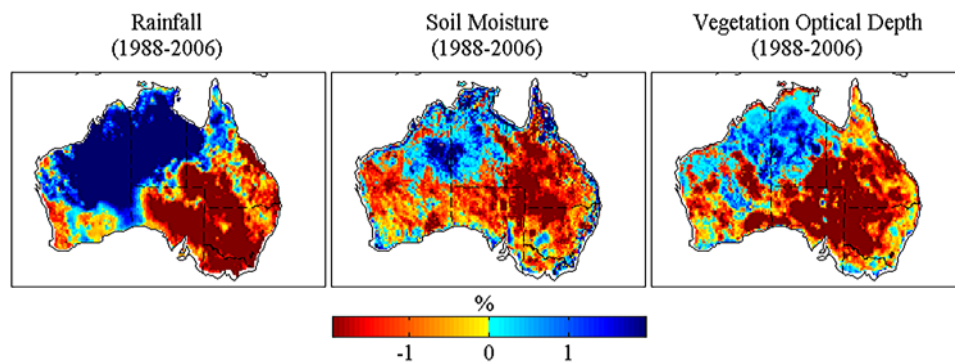 Rainfall
(1988-2006)
Soil Moisture
(1988-2006)
Vegetation Optical Depth
(1988-2006)
%
-1 0 1